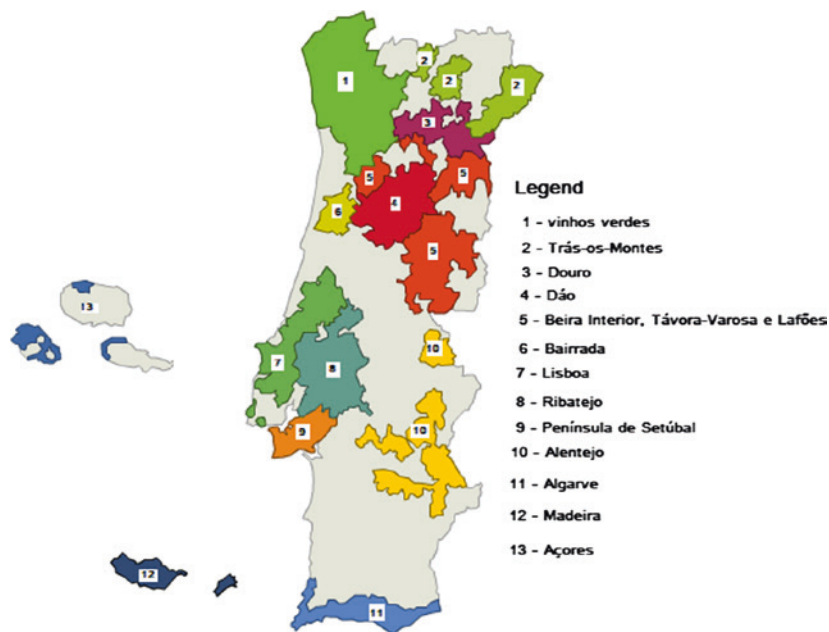 1
2
2
2
3
5
5
4
6
5
13
10
7
8
10
9
12
11
Legend
1 - vinhos verdes
2 - Trás-os-Montes
3 - Douro
4 - Dáo
5 - Beira Interior, Távora-Varosa e Lafões
6 - Bairrada
7 - Lisboa
8 - Ribatejo
9 - Península de Setúbal
10 - Alentejo
11 - Algarve
12 - Madeira
13 - Açores